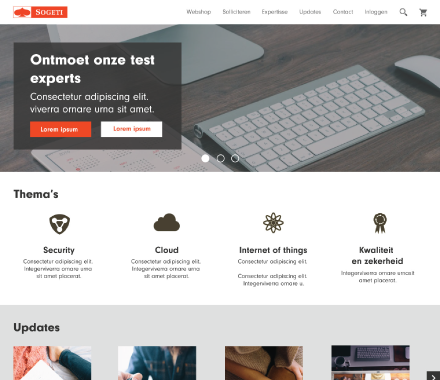 SOGETI
Webshop Solliciteren Expertise Updates Contact Inloggen
Ontmoet onze test
experts
Consectetur adipiscing elit.
viverra ornare urna sit amet.
Lorem ipsum Lorem ipsum
Thema's
Security
Consectetur adipiscing elit.
Integerviverra ornare urna
sit amet placerat.
Cloud
Consectetur adipiscing elit.
Integerviverra ornare urna
sit amet placerat.
Internet of things
Consectetur adipiscing elit.
Consectetur adipiscing elit.
Integerviverra ornare u.
Kwaliteit
en zekerheid
Integerviverra ornare urnasit
amet placerat.
Updates